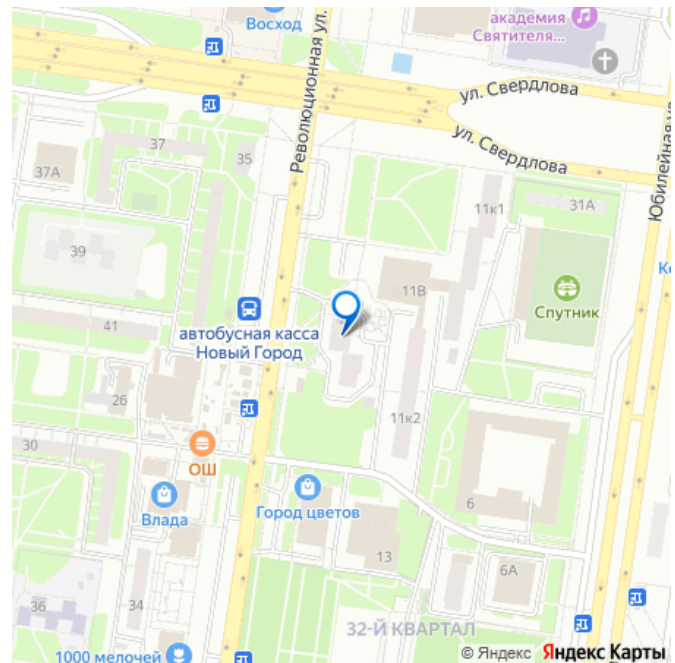 Восход
академия
Святителя...
Революционная ул.
ул. Свердлова
ул. Свердлова
Юбилейная ул
37
35
37А
11к1
31А
39
11В
Ке
Спутник
автобусная касса
Новый Город
41
26
11к2
30
ОШ
Влада
Город цветов
6
13
6А
36
34
32-Й КВАРТАЛ
1000 мелочей
© Яндекс Яндекс Карты